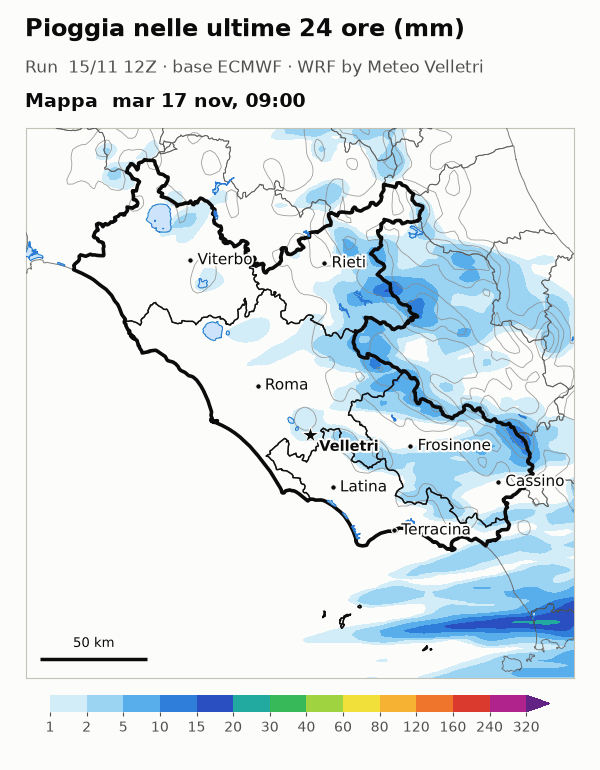 Pioggia nelle ultime 24 ore (mm)
Run 15/11 12Z · base ECMWF · WRF by Meteo Velletri
Mappa mar 17 nov, 09:00
Viterbo
Rieti
Roma
Velletri
Frosinone
Cassino
Latina
Terracina
50 km
1 2 5 10 15 20 30 40 60 80 120 160 240 320